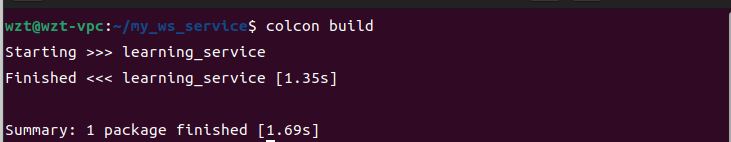 wzt@wzt-vpc:~/my_ws_service$ colcon build
Starting >>> learning_service
Finished <<< learning_service [1.35s]
Summary: 1 package finished [1.69s]